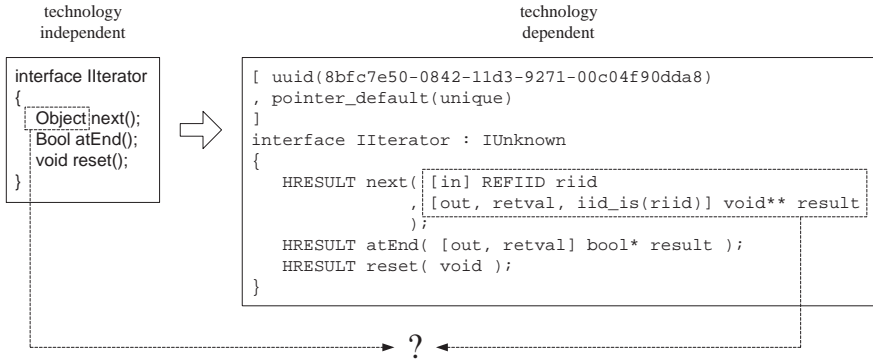 technology
independent
technology
dependent
interface IIterator
{
Object next();
Bool atEnd();
void reset();
}
[ uuid(8bfc7e50-0842-11d3-9271-00c04f90dda8)
, pointer_default(unique)
]
interface IIterator : IUnknown
{
HRESULT next( [in] REFIID riid
, [out, retval, iid_is(riid)] void** result
);
HRESULT atEnd( [out, retval] bool* result );
HRESULT reset( void );
}
?